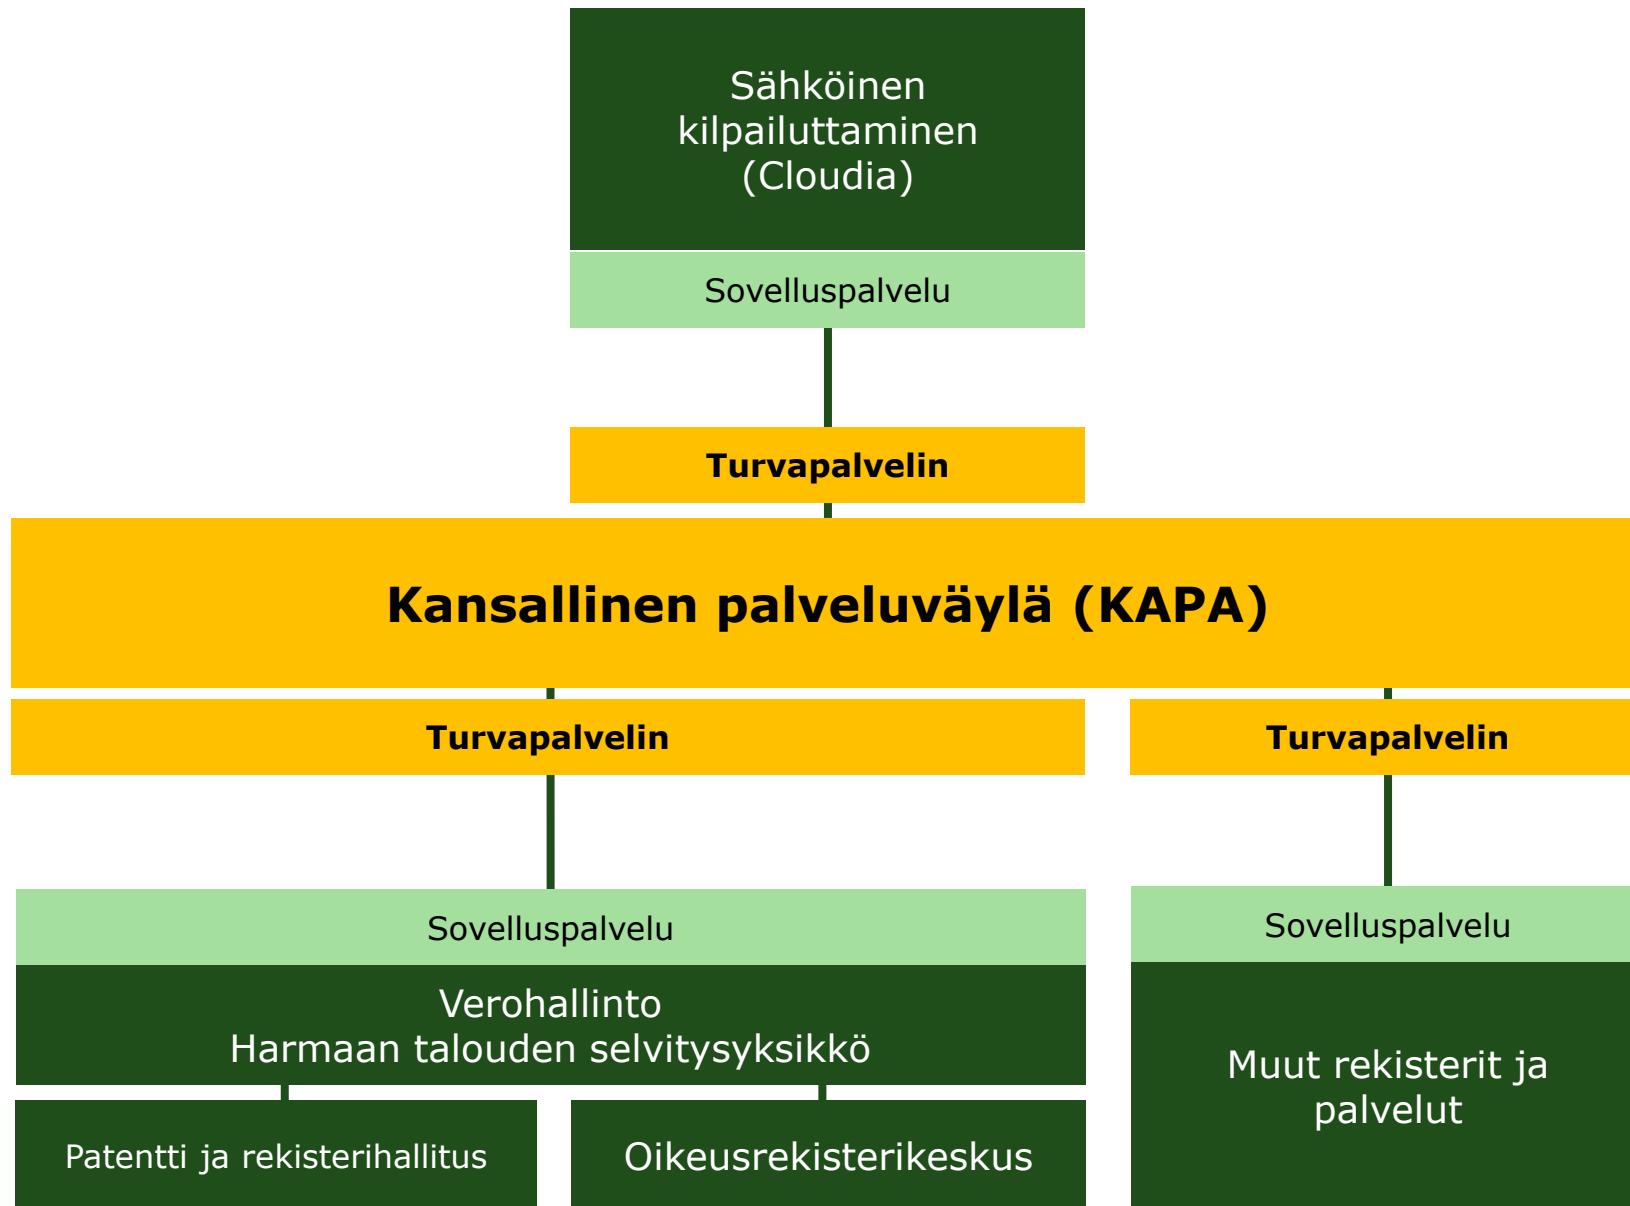 Sähköinen
kilpailuttaminen
(Cloudia)
Sovelluspalvelu
Turvapalvelin
Kansallinen palveluväylä (KAPA)
Turvapalvelin
Turvapalvelin
Sovelluspalvelu
Sovelluspalvelu
Verohallinto
Harmaan talouden selvitysyksikkö
Muut rekisterit ja
palvelut
Patentti ja rekisterihallitus
Oikeusrekisterikeskus